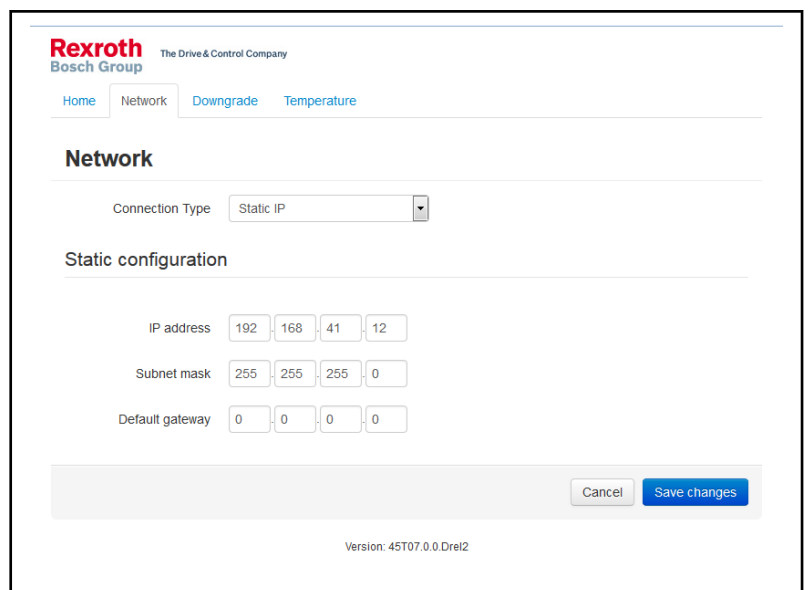 Rexroth
Bosch Group
The Drive & Control Company
Home Network Downgrade Temperature
Network
Connection Type Static IP
Static configuration
IP address 192 . 168 . 41 . 12
Subnet mask 255 . 255 . 255 . 0
Default gateway 0 . 0 . 0 . 0
Cancel Save changes
Version: 45T07.0.0.Drel2